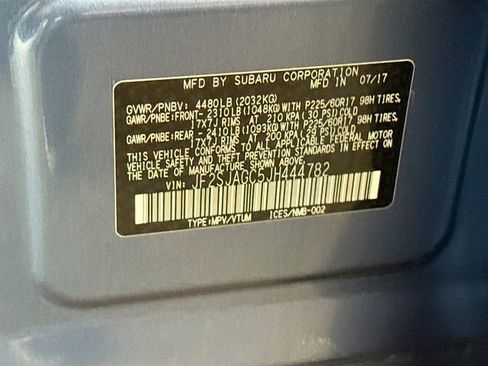 MFD BY SUBARU CORPORATION
MFD IN 07/17
GVWR/PNBV: 4480LB(2032KG)
GAWR/PNBE: FRONT- 2310LB(1048KG)WITH P225/60R17 98H TIRES,
17X7J RIMS AT 210 KPA( 30 PSI)COLD
GAWR/PNBE: REAR - 2410LB(1093KG)WITH P225/60R17 98H TIRES,
17X7J RIMS AT 200 KPA( 29 PSI)COLD
THIS VEHICLE CONFORMS TO ALL APPLICABLE FEDERAL MOTOR
VEHICLE SAFETY AND THEFT PREVENTION STANDARDS IN EFFECT ON
THE DATE OF MANUFACTURE SHOWN ABOVE.
VIN: JF2SJAGC5JH444782
TYPE: MPV/VTUM ICES/NMB-002